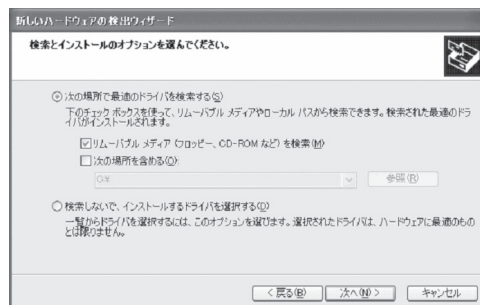 新しいハードウェアの検出ウィザード
検索とインストールのオプションを選んでください。
次の場所で最適のドライバを検索する(S)
下のチェック ボックスを使って、リムーバブル メディアやローカル パスから検索できます。検索された最適のドラ
イバがインストールされます。
リムーバブル メディア (フロッピー、CD-ROM など) を検索(M)
次の場所を含める(O):
G:¥
参照(R)
検索しないで、インストールするドライバを選択する(D)
一覧からドライバを選択するには、このオプションを選びます。選択されたドライバは、ハードウェアに最適のもの
とは限りません。
< 戻る(B)
次へ(N) >
キャンセル